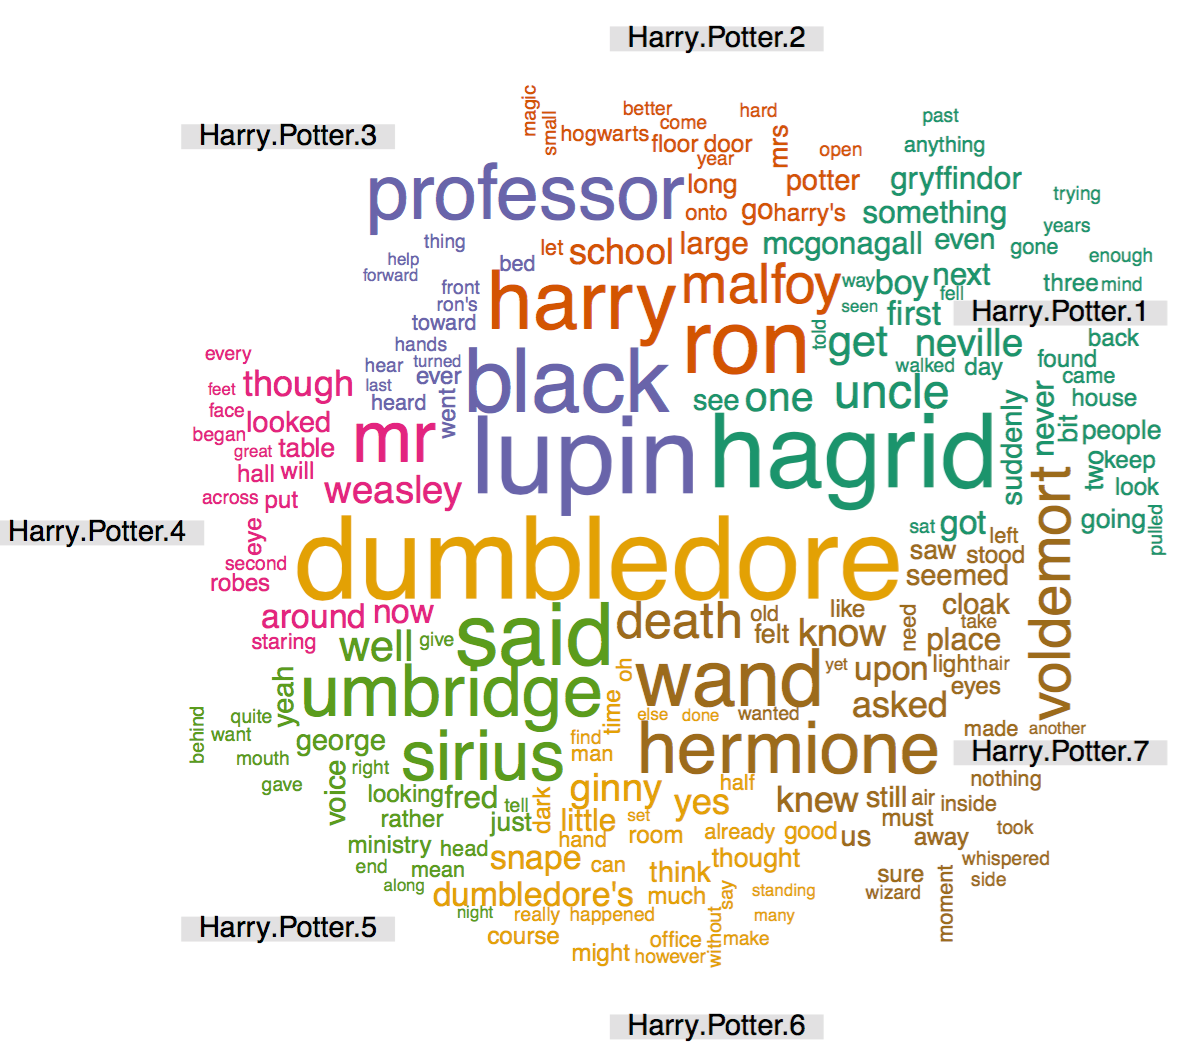 Harry.Potter.2
Harry.Potter.3
magic
small
better
hard
come
hogwarts
floor
door
mrs
year
open
past
anything
professor
long
potter
gryffindor
trying
onto
go
harry's
something
years
thing
let
school
large
mcgonagall
even
gone
help
bed
enough
forward
front
harry
malfoy
way
boy
next
three
mind
ron's
seen
fell
Harry.Potter.1
toward
ron
told
get
first
neville
back
hands
walked
day
found
every
hear
turned
black
came
feet
though
last
ever
see
one
uncle
house
face
heard
went
suddenly
never
bit
people
looked
began
great
table
mr
lupin
hagrid
two
keep
hall
will
look
across
put
weasley
voldemort
going
pulled
Harry.Potter.4
eye
dumbledore
sat
got
left
saw
stood
second
seemed
robes
around
now
said
death
old
like
need
cloak
take
staring
well
give
felt
know
place
yeah
umbridge
oh
wand
yet
upon
light
hair
eyes
behind
quite
time
else
done
wanted
asked
want
george
find
made
another
mouth
sirius
man
hermione
Harry.Potter.7
voice
right
gave
looking
fred
tell
dark
ginny
yes
half
knew
still
air
inside
nothing
rather
just
little
set
must
took
hand
room
already
good
us
away
ministry
head
snape
can
think
thought
whispered
end
mean
sure
side
along
dumbledore's
much
say
standing
wizard
moment
night
really
happened
many
Harry.Potter.5
course
office
without
make
might
however
Harry.Potter.6